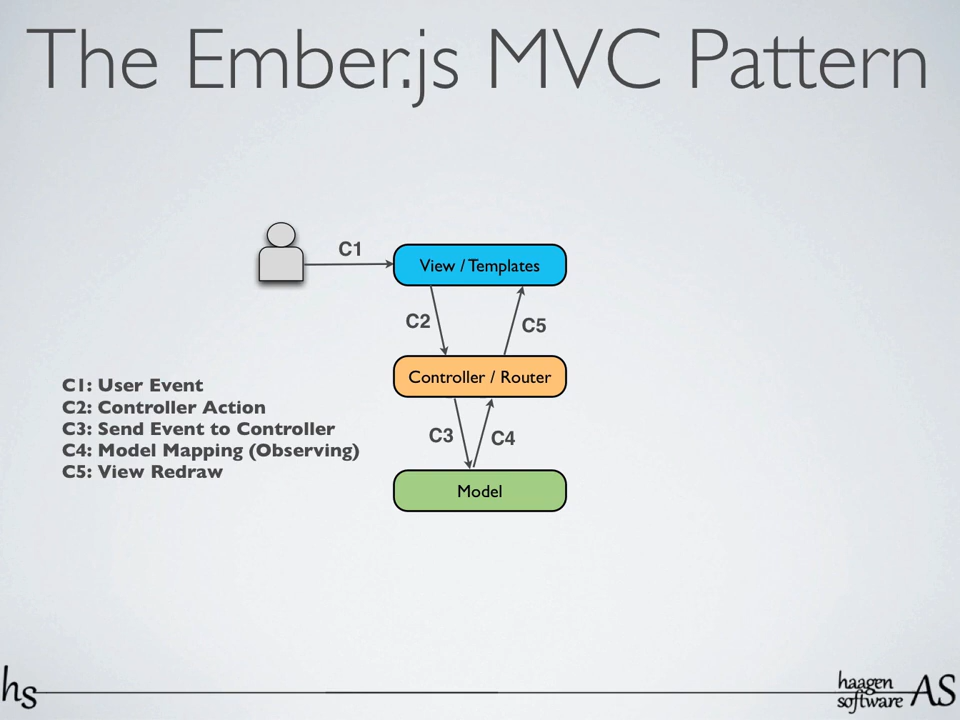 The Ember.js MVC Pattern
C1
View / Templates
C2
C5
Controller / Router
C1: User Event
C2: Controller Action
C3: Send Event to Controller
C4: Model Mapping (Observing)
C5: View Redraw
C3
C4
Model
hs
haagen
software
AS